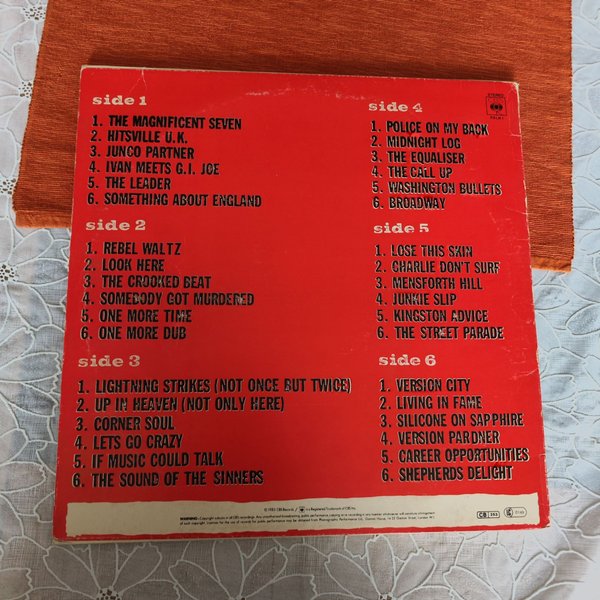 side 1
1. THE MAGNIFICENT SEVEN
2. HITSVILLE U.K.
3. JUNCO PARTNER
4. IVAN MEETS G.I. JOE
5. THE LEADER
6. SOMETHING ABOUT ENGLAND
side 2
1. REBEL WALTZ
2. LOOK HERE
3. THE CROOKED BEAT
4. SOMEBODY GOT MURDERED
5. ONE MORE TIME
6. ONE MORE DUB
side 3
1. LIGHTNING STRIKES (NOT ONCE BUT TWICE)
2. UP IN HEAVEN (NOT ONLY HERE)
3. CORNER SOUL
4. LETS GO CRAZY
5. IF MUSIC COULD TALK
6. THE SOUND OF THE SINNERS
STEREO
CBS
side 4
1. POLICE ON MY BACK
2. MIDNIGHT LOG
3. THE EQUALISER
4. THE CALL UP
5. WASHINGTON BULLETS
6. BROADWAY
side 5
1. LOSE THIS SKIN
2. CHARLIE DON'T SURF
3. MENSFORTH HILL
4. JUNKIE SLIP
5. KINGSTON ADVICE
6. THE STREET PARADE
side 6
1. VERSION CITY
2. LIVING IN FAME
3. SILICONE ON SAPPHIRE
4. VERSION PARDNER
5. CAREER OPPORTUNITIES
6. SHEPHERDS DELIGHT